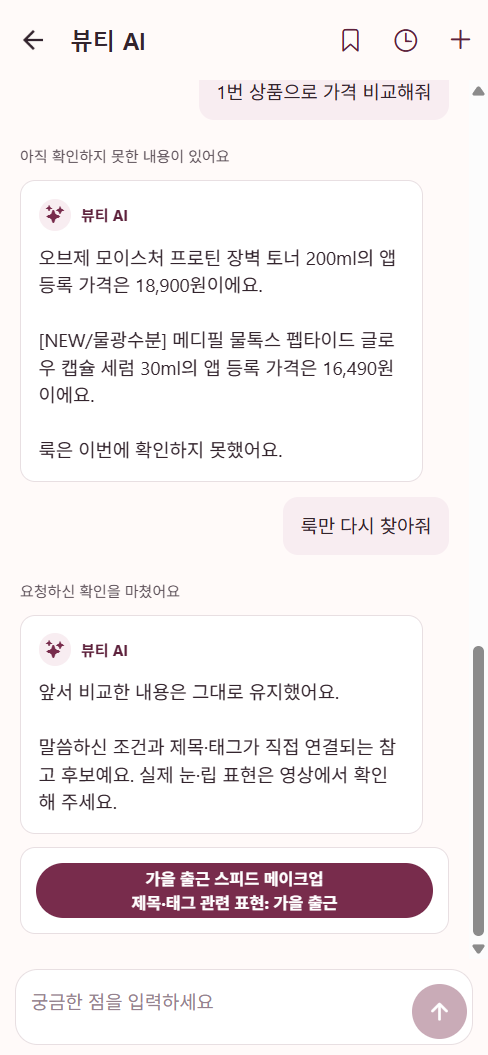 뷰티 AI
1번 상품으로 가격 비교해줘
아직 확인하지 못한 내용이 있어요
뷰티 AI
오브제 모이스처 프로틴 장벽 토너 200ml의 앱
등록 가격은 18,900원이에요.
[NEW/물광수분] 메디필 물톡스 펩타이드 글로
우 캡슐 세럼 30ml의 앱 등록 가격은 16,490원
이에요.
룩은 이번에 확인하지 못했어요.
룩만 다시 찾아줘
요청하신 확인을 마쳤어요
뷰티 AI
앞서 비교한 내용은 그대로 유지했어요.
말씀하신 조건과 제목·태그가 직접 연결되는 참
고 후보예요. 실제 눈·립 표현은 영상에서 확인
해 주세요.
가을 출근 스피드 메이크업
제목·태그 관련 표현: 가을 출근
궁금한 점을 입력하세요